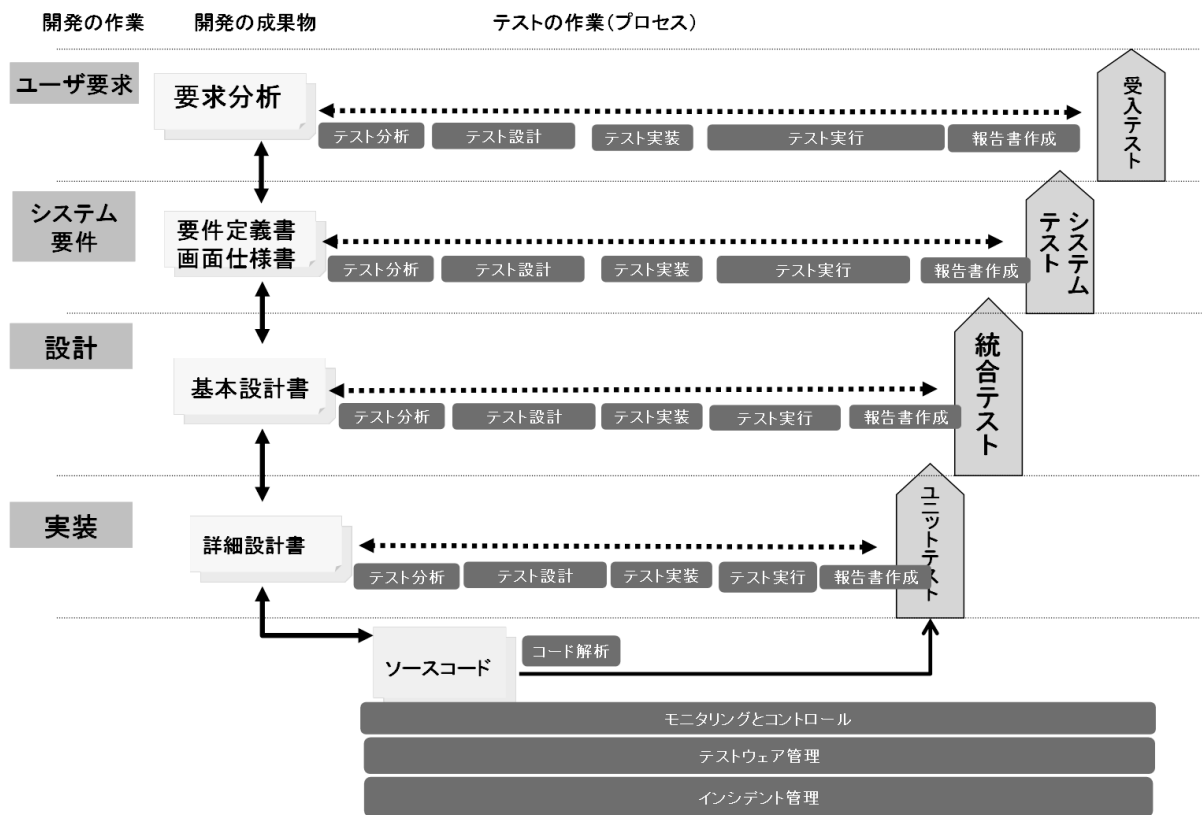 開発の作業
開発の成果物
テストの作業(プロセス)
ユーザ要求
要求分析
テスト分析
テスト設計
テスト実装
テスト実行
報告書作成
受入テスト
システム
要件
要件定義書
画面仕様書
テスト分析
テスト設計
テスト実装
テスト実行
報告書作成
システム
テスト
設計
基本設計書
テスト分析
テスト設計
テスト実装
テスト実行
報告書作成
統合テスト
実装
詳細設計書
テスト分析
テスト設計
テスト実装
テスト実行
報告書作成
ユニットテスト
ソースコード
コード解析
モニタリングとコントロール
テストウェア管理
インシデント管理